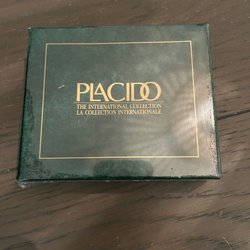 PLACIDO
THE INTERNATIONAL COLLECTION
LA COLLECTION INTERNATIONALE